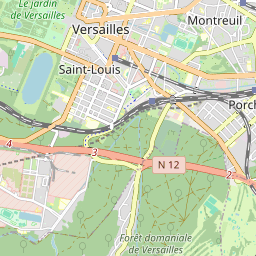 Le jardin
de Versailles
Versailles
Montreuil
Saint-Louis
Porch
4
3
N 12
2
Forêt domaniale
de Versailles